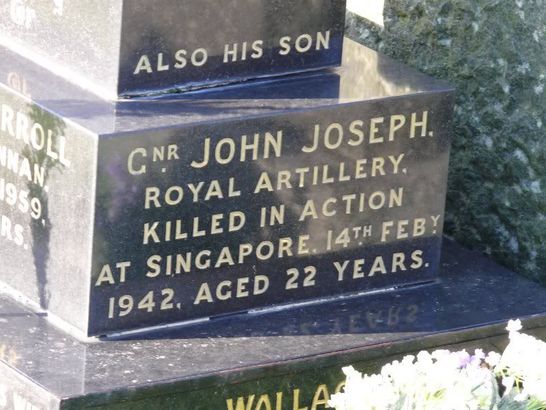 ALSO HIS SON
GNR JOHN JOSEPH.
ROYAL ARTILLERY,
KILLED IN ACTION
AT SINGAPORE. 14TH FEBY
1942, AGED 22 YEARS.
1959,